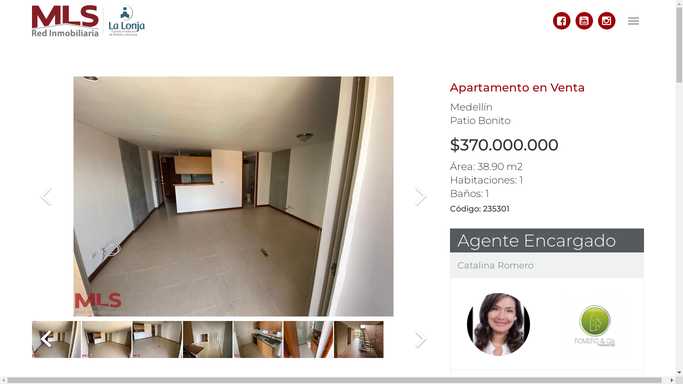 MLS
Red Inmobiliaria
La Lonja
Apartamento en Venta
Medellín
Patio Bonito
$370.000.000
Área: 38.90 m2
Habitaciones: 1
Baños: 1
Código: 235301
Agente Encargado
Catalina Romero
MLS
ROMERO & CIA